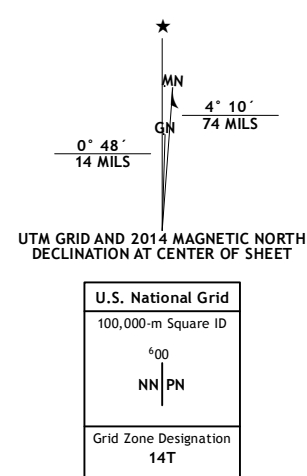 MN
4° 10´
GN
74 MILS
0° 48´
14 MILS
UTM GRID AND 2014 MAGNETIC NORTH
DECLINATION AT CENTER OF SHEET
U.S. National Grid
100,000-m Square ID
⁶00
NN PN
Grid Zone Designation
14T